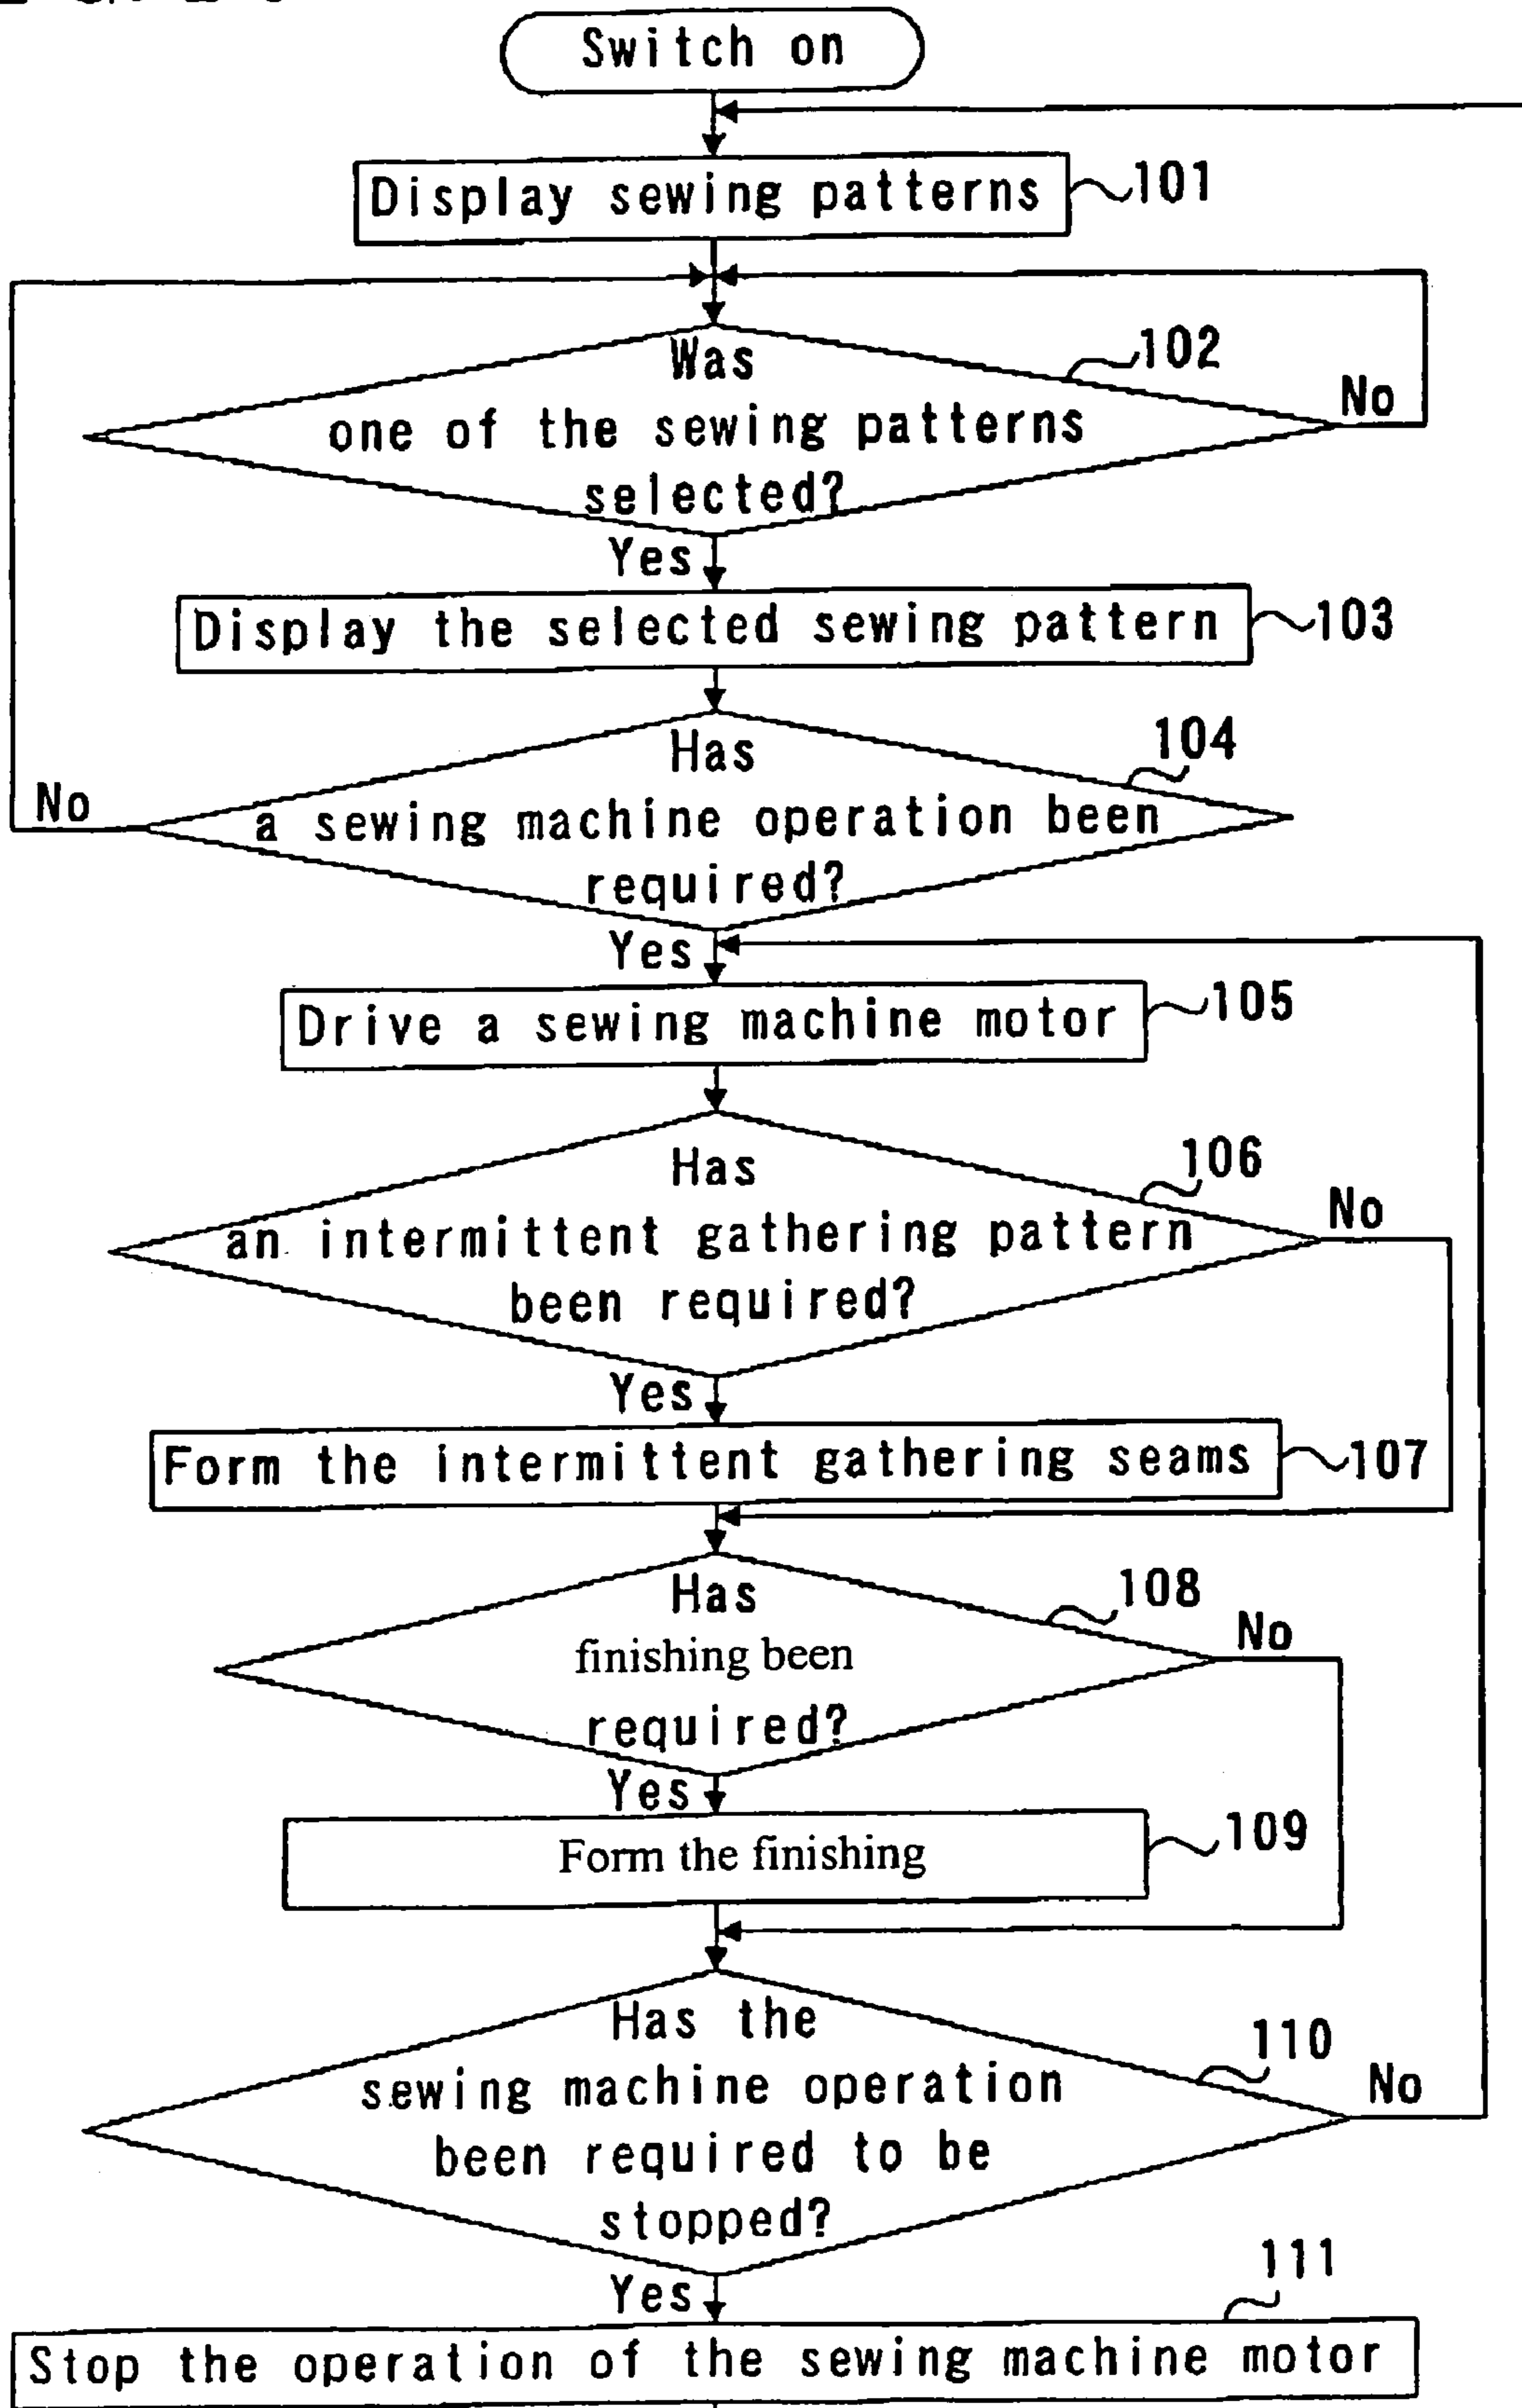 Switch on
Display sewing patterns
101
Was
102
one of the sewing patterns
No
selected?
Yes
Display the selected sewing pattern
103
Has
104
No
a sewing machine operation been
required?
Yes
Drive a sewing machine motor
105
Has
106
an intermittent gathering pattern
No
been required?
Yes
Form the intermittent gathering seams
107
Has
108
finishing been
No
required?
Yes
Form the finishing
109
Has the
110
sewing machine operation
No
been required to be
stopped?
Yes
111
Stop the operation of the sewing machine motor